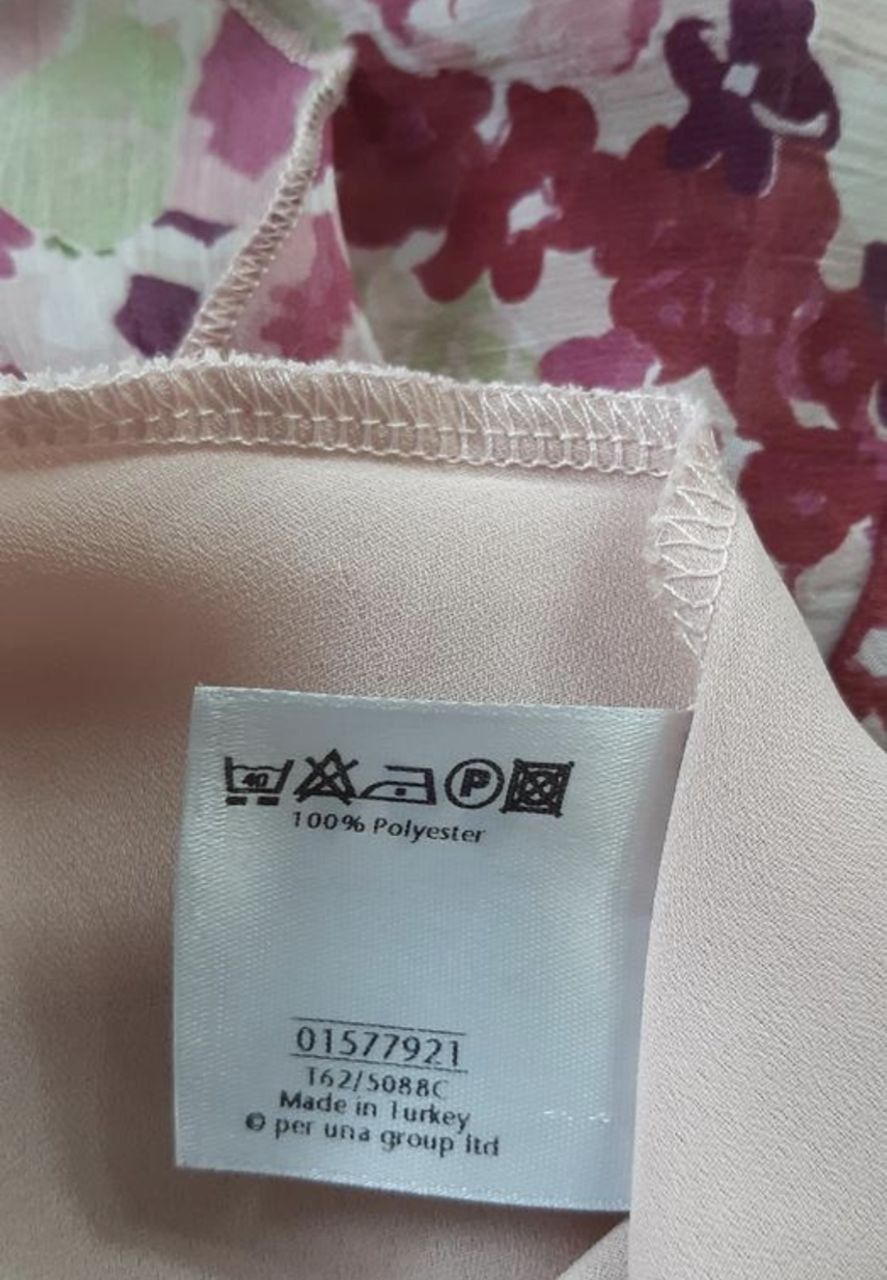 40 P
100% Polyester
01577921
T62/5088C
Made in Turkey
© per una group ltd